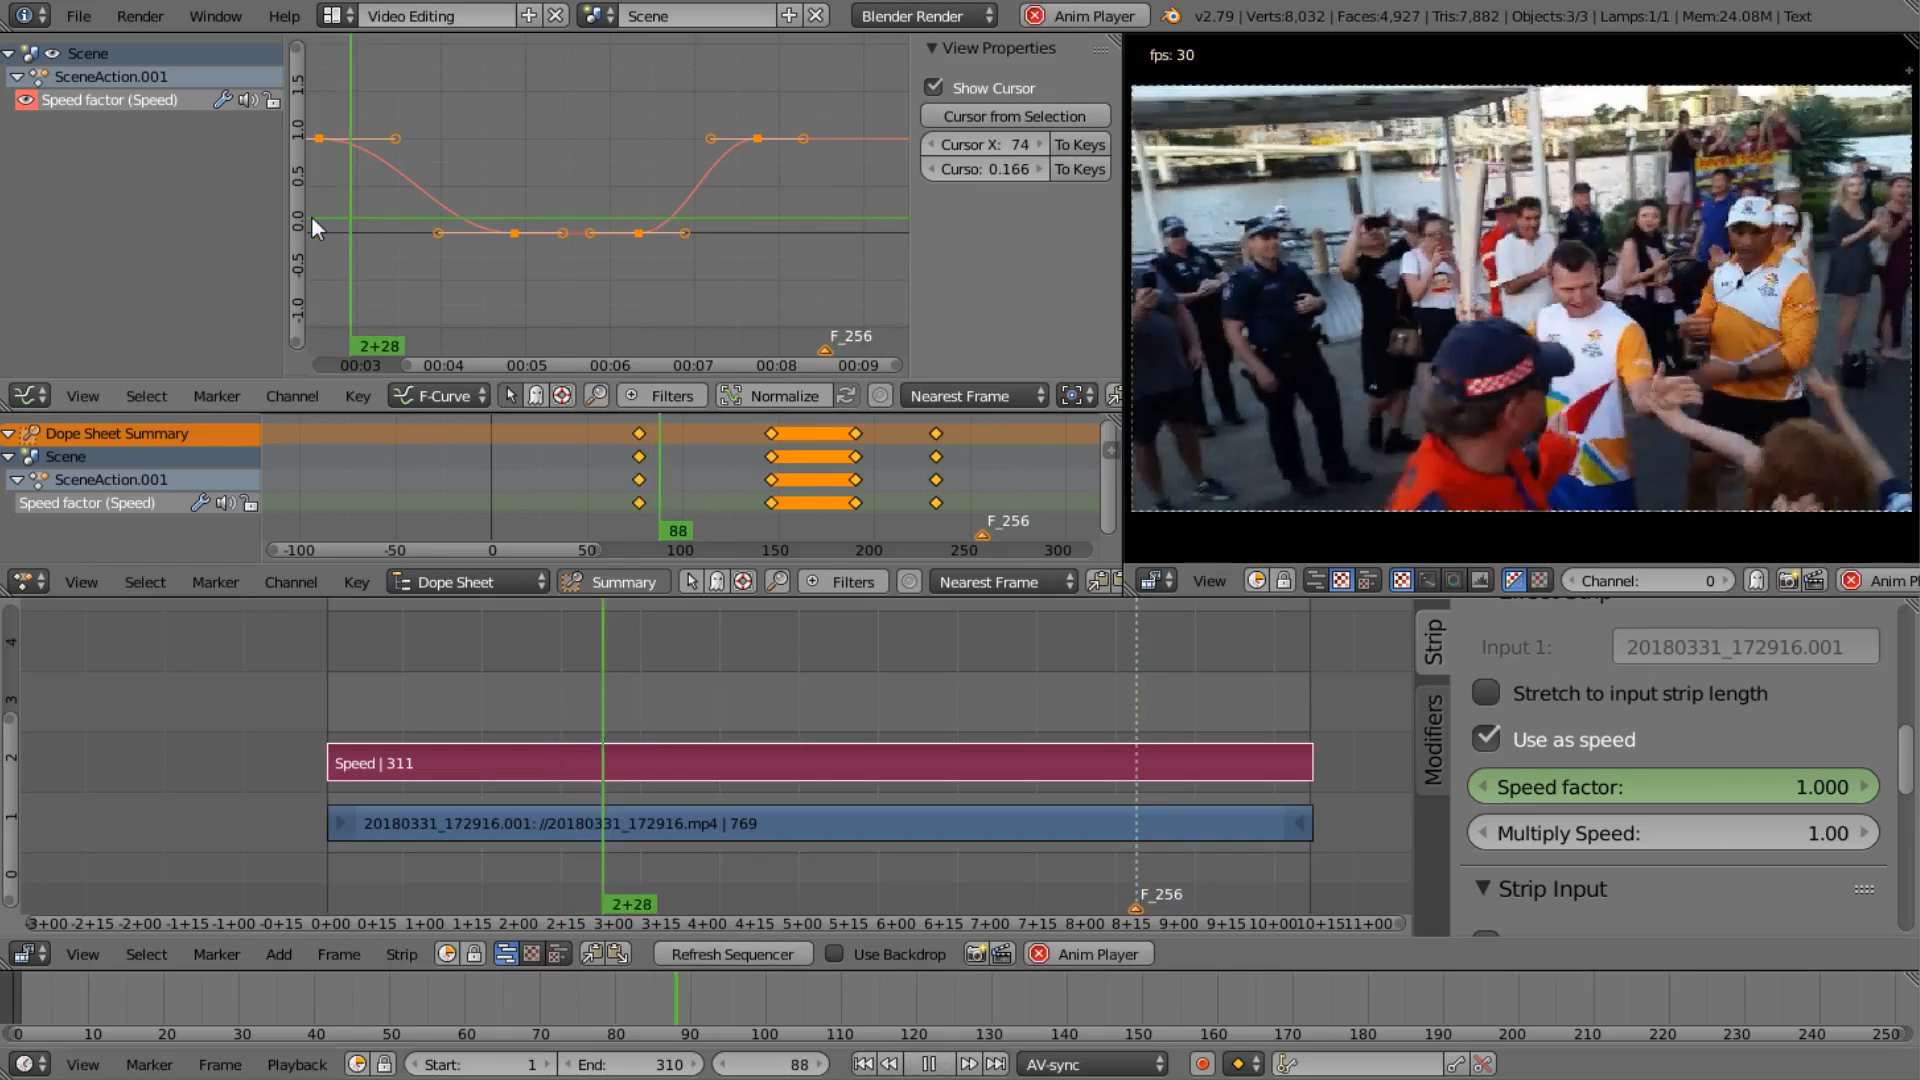 File Render Window Help Video Editing Scene Blender Render Anim Player v2.79 | Verts:8,032 | Faces:4,927 | Tris:7,882 | Objects:3/3 | Lamps:1/1 | Mem:24.08M | Text
Scene
SceneAction.001
Speed factor (Speed)
1.5
1.0
0.5
0.0
-0.5
-1.0
2+28
F_256
00:03 00:04 00:05 00:06 00:07 00:08 00:09
View Properties
Show Cursor
Cursor from Selection
Cursor X: 74 To Keys
Curso: 0.166 To Keys
fps: 30
View Select Marker Channel Key F-Curve Filters Normalize Nearest Frame
Dope Sheet Summary
Scene
SceneAction.001
Speed factor (Speed)
88
F_256
-100 -50 0 50 100 150 200 250 300
View Select Marker Channel Key Dope Sheet Summary Filters Nearest Frame
View Channel: 0 Anim P
4
3
2
1
0
Speed | 311
20180331_172916.001: //20180331_172916.mp4 | 769
2+28
F_256
-3+00 -2+15 -2+00 -1+15 -1+00 -0+15 0+00 0+15 1+00 1+15 2+00 2+15 3+00 3+15 4+00 4+15 5+00 5+15 6+00 6+15 7+00 7+15 8+00 8+15 9+00 9+15 10+00 10+15 11+00
Strip
Modifiers
Effect Strip
Input 1: 20180331_172916.001
Stretch to input strip length
Use as speed
Speed factor: 1.000
Multiply Speed: 1.00
Strip Input
View Select Marker Add Frame Strip Refresh Sequencer Use Backdrop Anim Player
0 10 20 30 40 50 60 70 80 90 100 110 120 130 140 150 160 170 180 190 200 210 220 230 240 250
View Marker Frame Playback Start: 1 End: 310 88 AV-sync